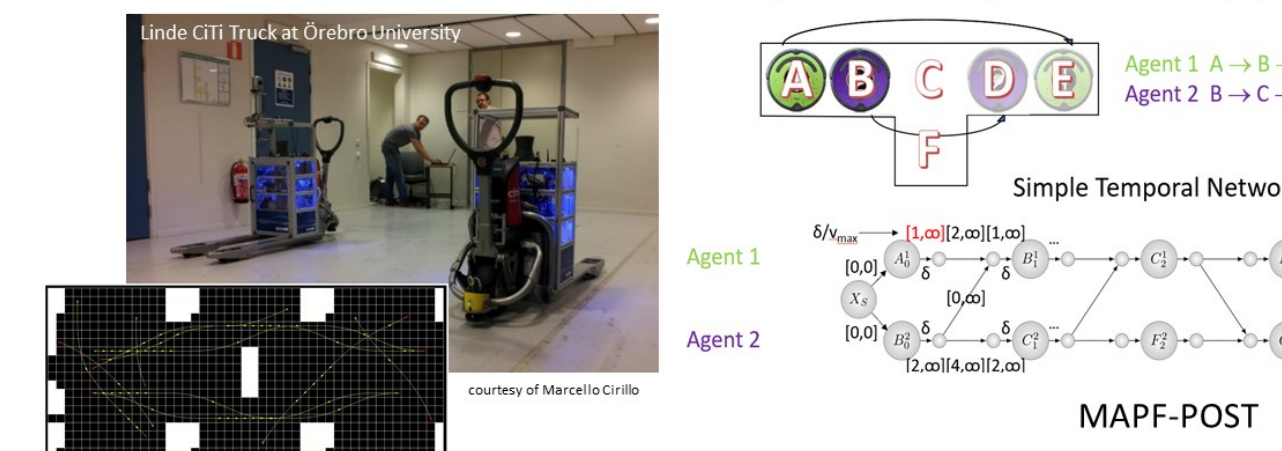 Linde CiTi Truck at Örebro University
courtesy of Marcello Cirillo
A B C D E
F
Agent 1 A → B –
Agent 2 B → C –
Simple Temporal Netwo
δ/vmax [1,∞][2,∞][1,∞] ...
Agent 1
[0,0] A¹₀ δ δ B¹₁ C¹₂
X_S [0,∞]
Agent 2
[0,0] B²₀ δ δ C²₁ ... F²₂
[2,∞][4,∞][2,∞]
MAPF-POST